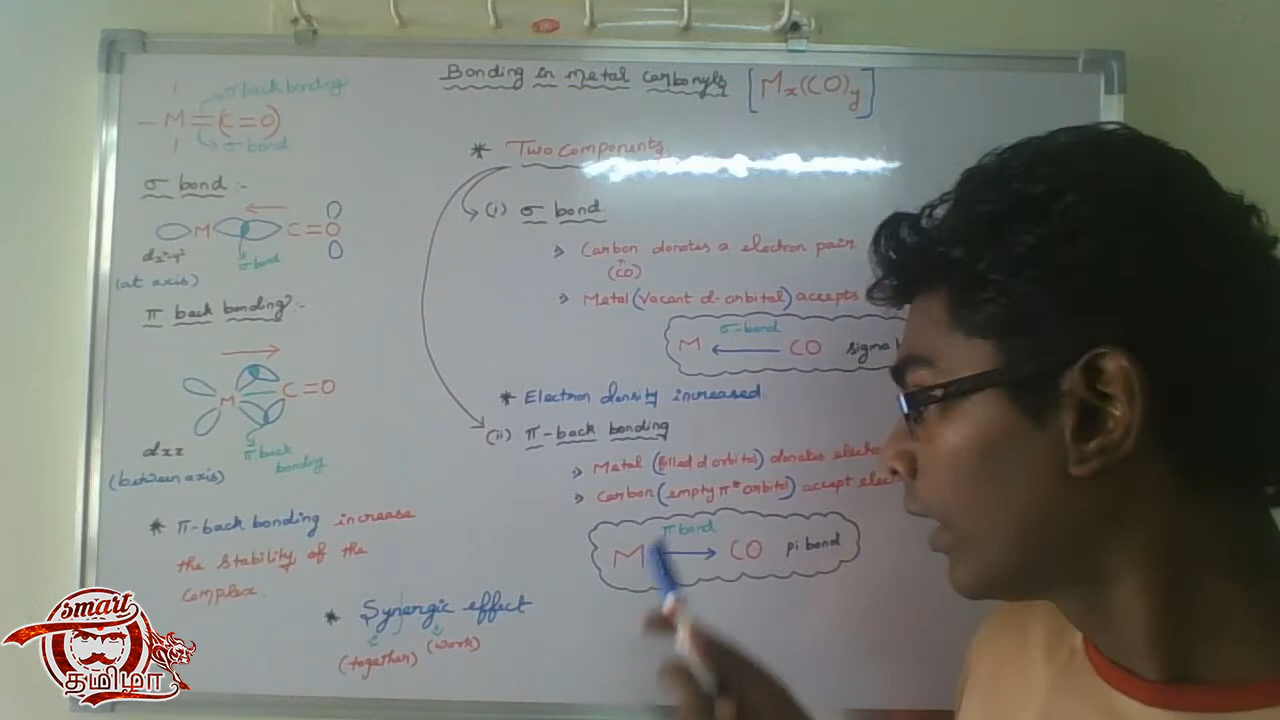 Bonding in metal Carbonyls [Mx(CO)y]
π back bonding
M=(C=O)
σ bond
σ bond :-
M C=O
σ bond
dx²-y²
(at axis)
π back bonding :-
M C=O
dxz
(between axis)
π back
bonding
* π-back bonding increase
the stability of the
complex.
* Synergic effect
(together) (work)
* Two components
(i) σ bond
Carbon donates a electron pair.
(CO)
Metal (Vacant d-orbital) accepts
σ-bond
M ← CO sigma
* Electron density increased
(ii) π-back bonding
Metal (filled d orbital) donates
Carbon (empty π* orbital) accept
π bond
M → CO pi bond
smart
தமிழா